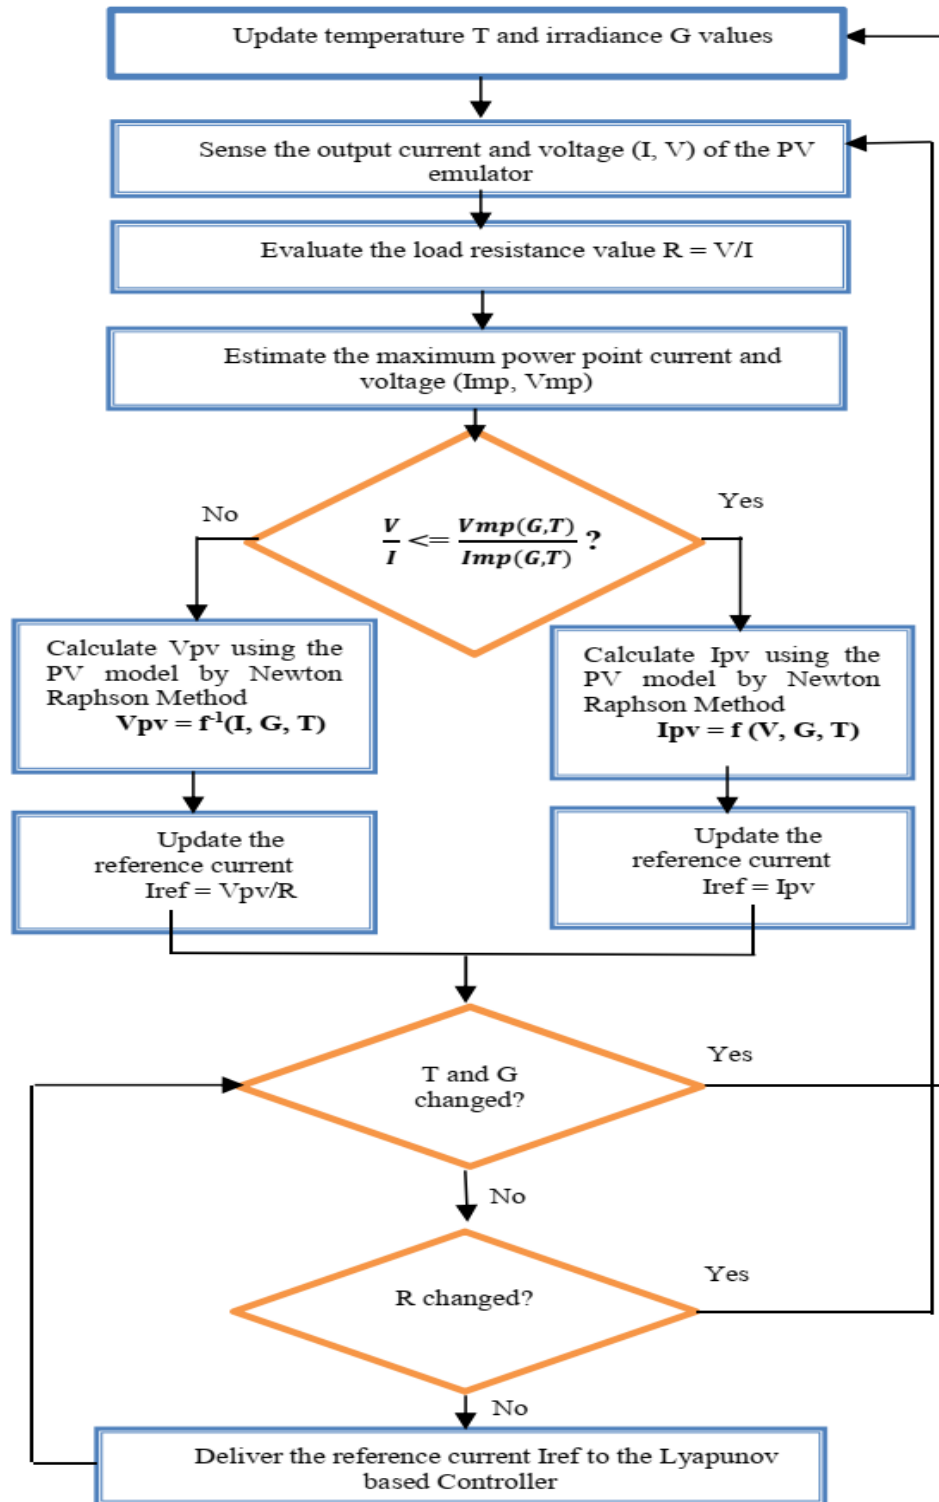 Update temperature T and irradiance G values
Sense the output current and voltage (I, V) of the PV
emulator
Evaluate the load resistance value R = V/I
Estimate the maximum power point current and
voltage (Imp, Vmp)
No
Yes
V/I <= Vmp(G,T)/Imp(G,T) ?
Calculate Vpv using the
PV model by Newton
Raphson Method
Vpv = f⁻¹(I, G, T)
Calculate Ipv using the
PV model by Newton
Raphson Method
Ipv = f (V, G, T)
Update the
reference current
Iref = Vpv/R
Update the
reference current
Iref = Ipv
T and G
changed?
Yes
No
R changed?
Yes
No
Deliver the reference current Iref to the Lyapunov
based Controller